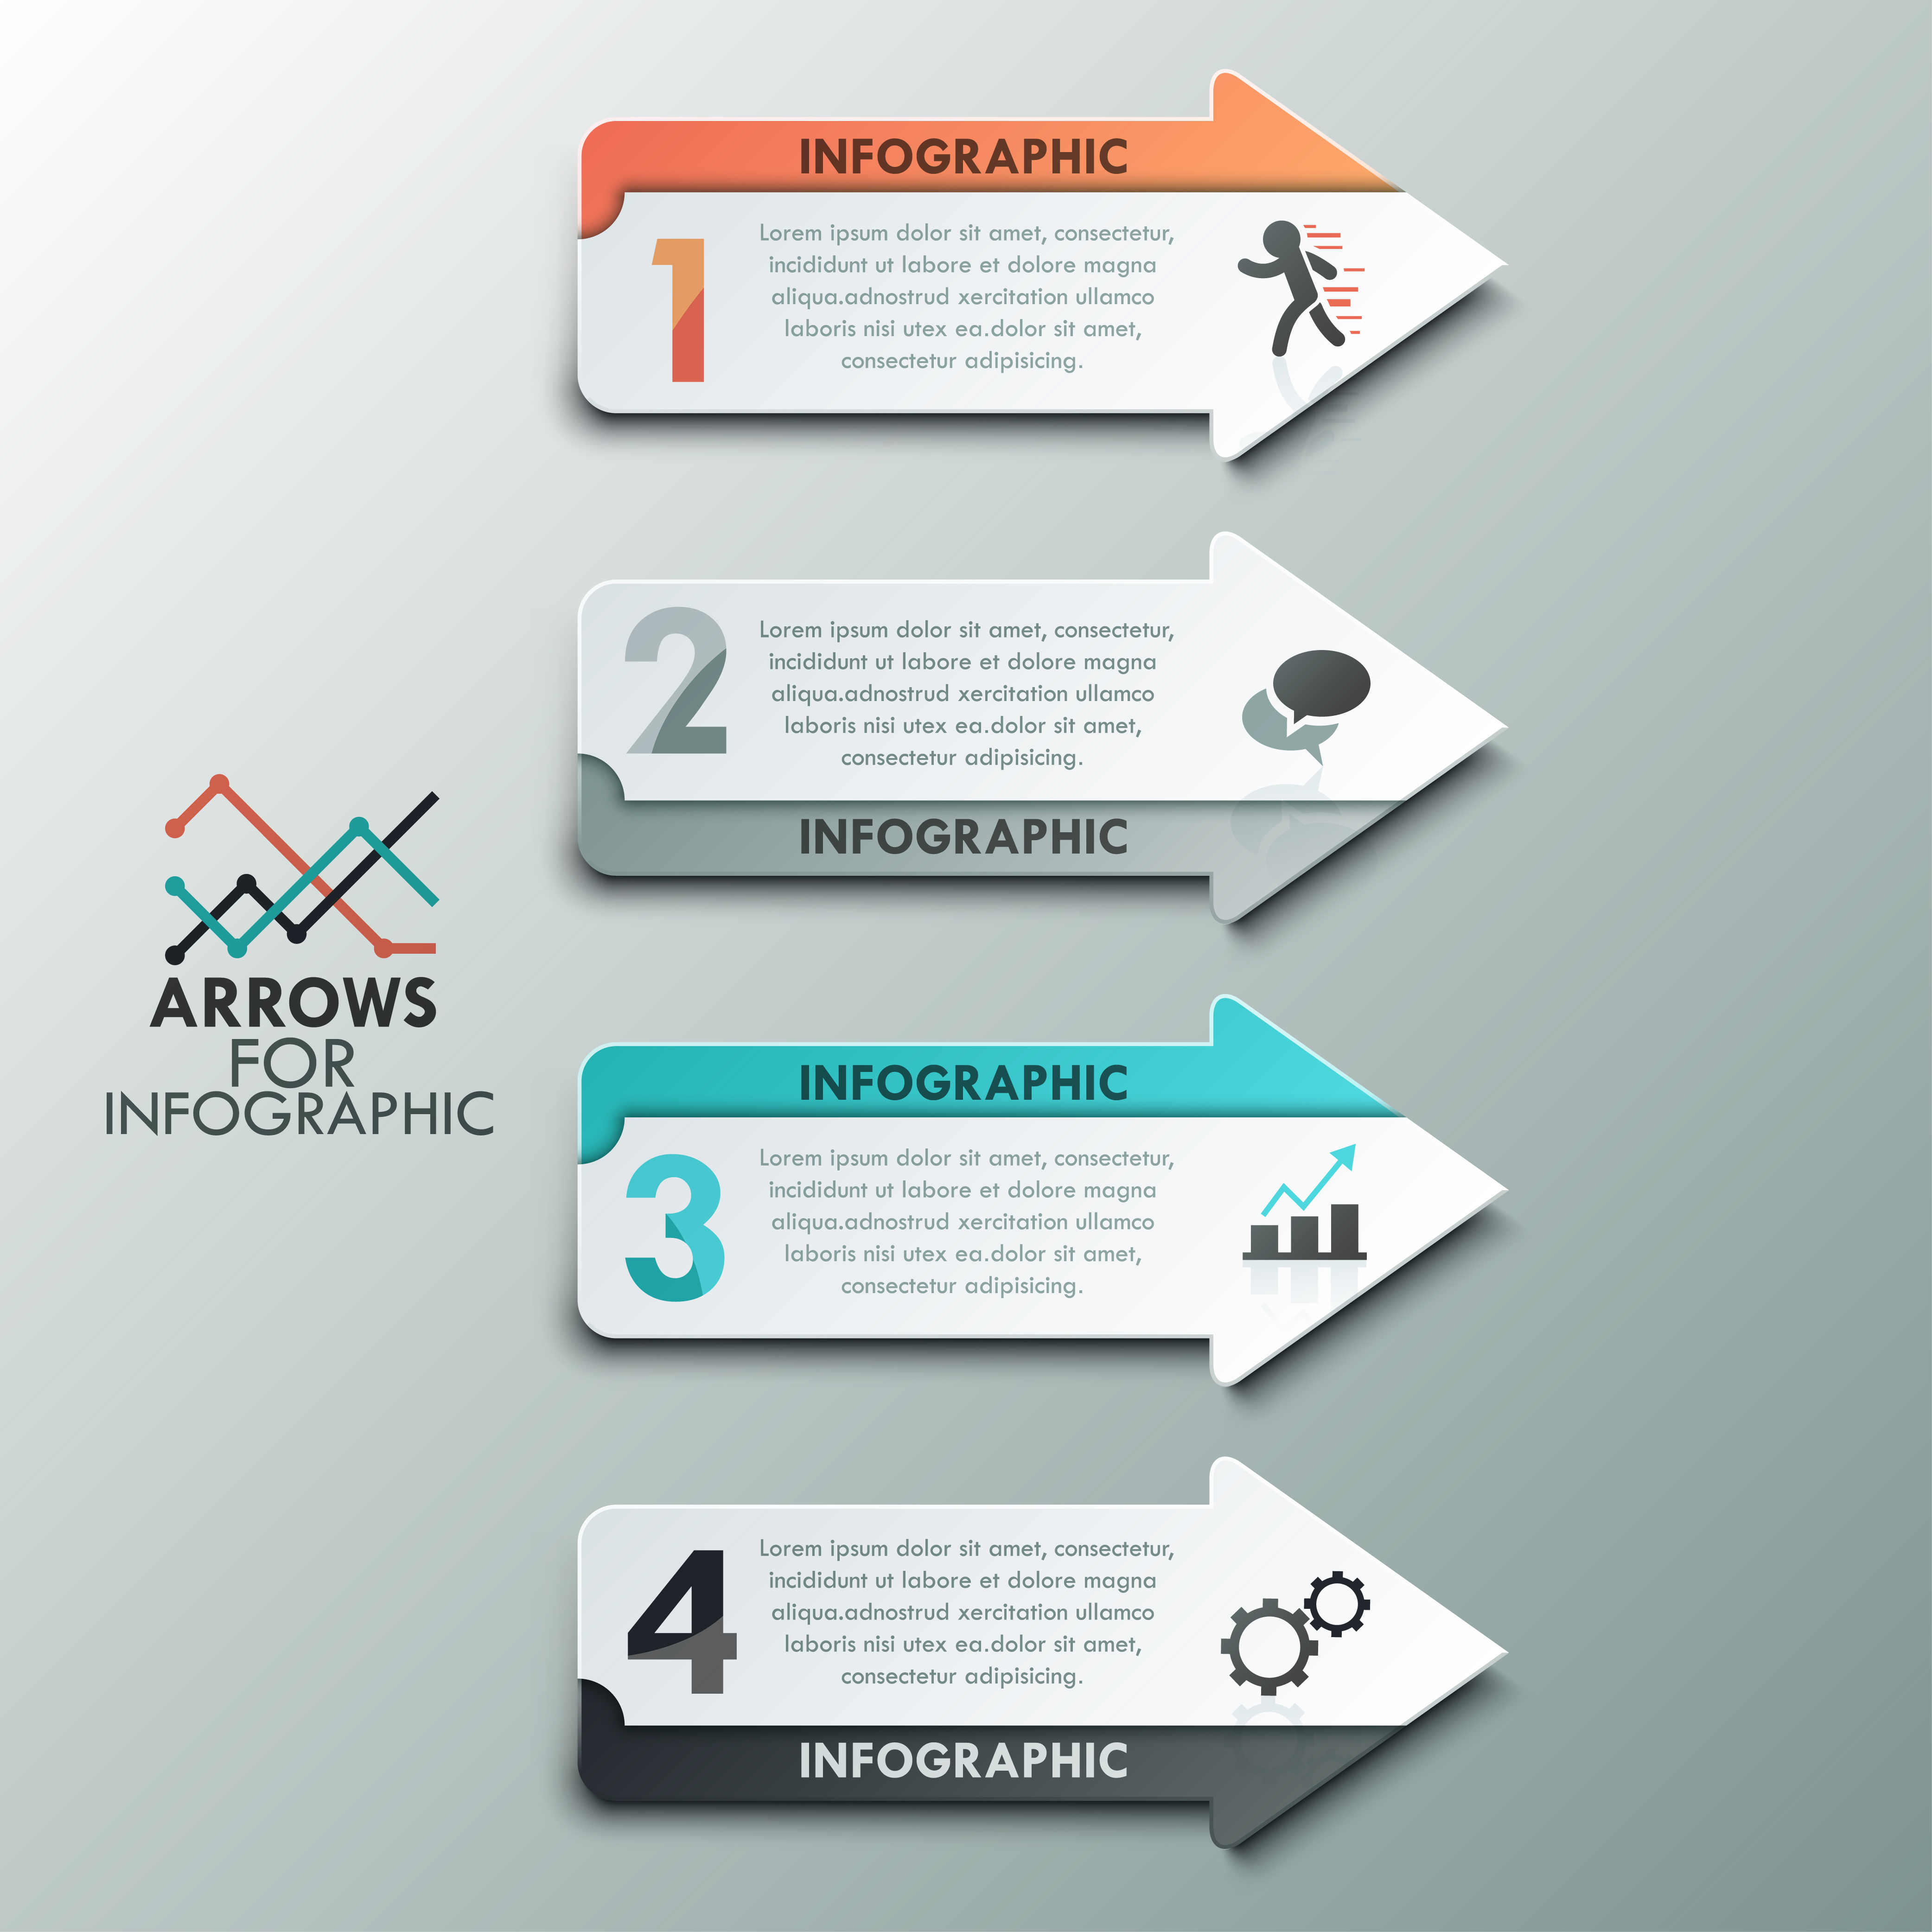 ARROWS
FOR
INFOGRAPHIC
INFOGRAPHIC
1
Lorem ipsum dolor sit amet, consectetur,
incididunt ut labore et dolore magna
aliqua.adnostrud xercitation ullamco
laboris nisi utex ea.dolor sit amet,
consectetur adipisicing.
2
Lorem ipsum dolor sit amet, consectetur,
incididunt ut labore et dolore magna
aliqua.adnostrud xercitation ullamco
laboris nisi utex ea.dolor sit amet,
consectetur adipisicing.
INFOGRAPHIC
INFOGRAPHIC
3
Lorem ipsum dolor sit amet, consectetur,
incididunt ut labore et dolore magna
aliqua.adnostrud xercitation ullamco
laboris nisi utex ea.dolor sit amet,
consectetur adipisicing.
4
Lorem ipsum dolor sit amet, consectetur,
incididunt ut labore et dolore magna
aliqua.adnostrud xercitation ullamco
laboris nisi utex ea.dolor sit amet,
consectetur adipisicing.
INFOGRAPHIC